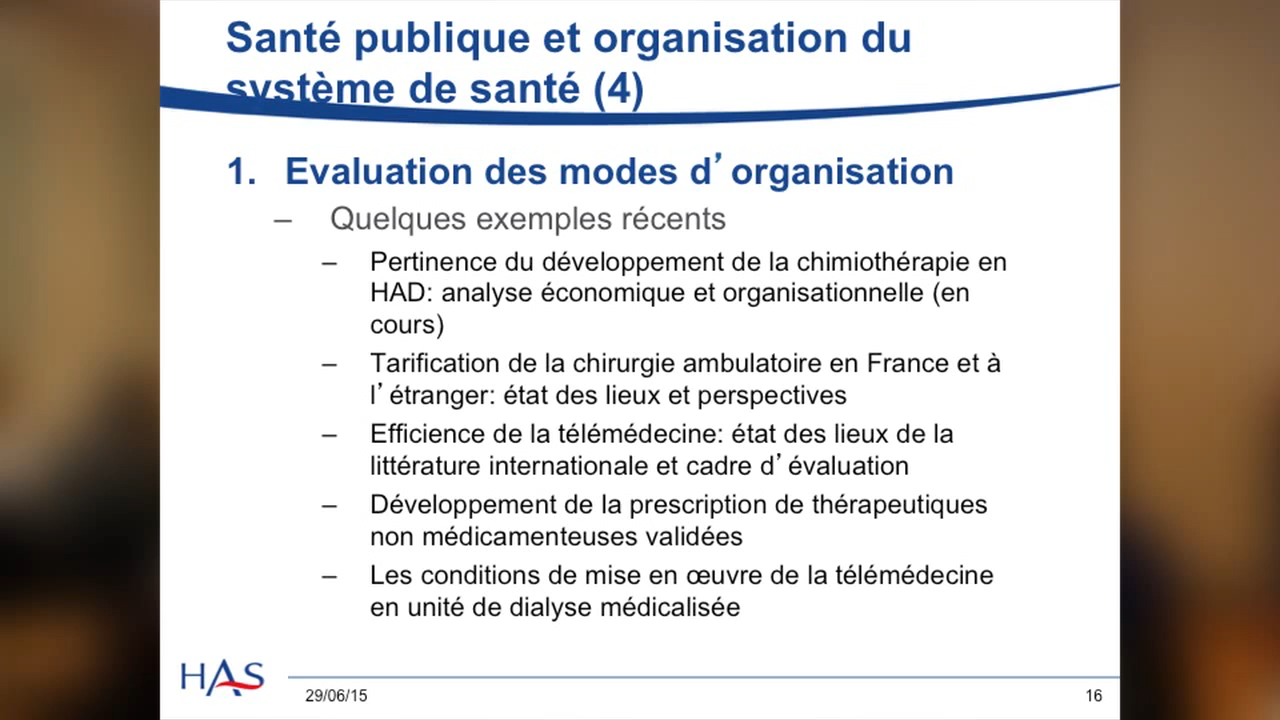 Santé publique et organisation du
système de santé (4)
1. Evaluation des modes d’organisation
– Quelques exemples récents
– Pertinence du développement de la chimiothérapie en
HAD: analyse économique et organisationnelle (en
cours)
– Tarification de la chirurgie ambulatoire en France et à
l’étranger: état des lieux et perspectives
– Efficience de la télémédecine: état des lieux de la
littérature internationale et cadre d’évaluation
– Développement de la prescription de thérapeutiques
non médicamenteuses validées
– Les conditions de mise en œuvre de la télémédecine
en unité de dialyse médicalisée
HAS
29/06/15
16